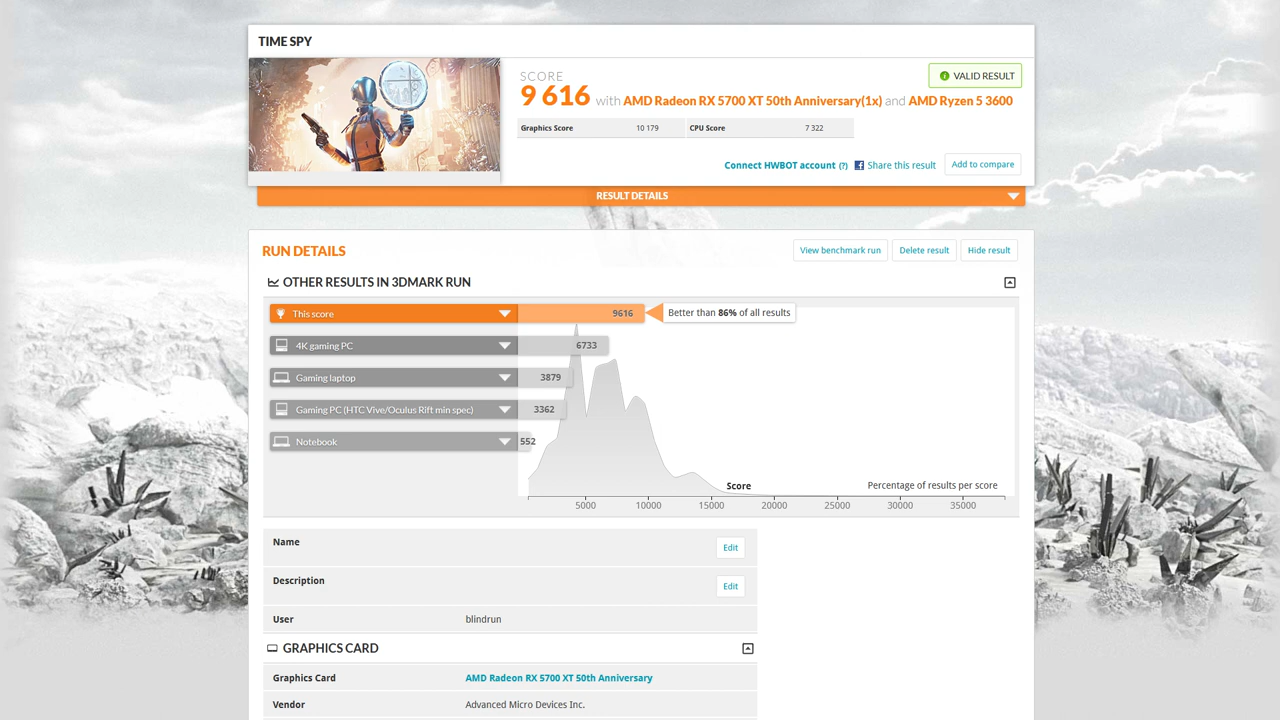 TIME SPY
SCORE
9 616 with AMD Radeon RX 5700 XT 50th Anniversary(1x) and AMD Ryzen 5 3600
VALID RESULT
Graphics Score 10 179 CPU Score 7 322
Connect HWBOT account (?) Share this result Add to compare
RESULT DETAILS
RUN DETAILS
View benchmark run Delete result Hide result
OTHER RESULTS IN 3DMARK RUN
This score 9616 Better than 86% of all results
4K gaming PC 6733
Gaming laptop 3879
Gaming PC (HTC Vive/Oculus Rift min spec) 3362
Notebook 552
Score Percentage of results per score
5000 10000 15000 20000 25000 30000 35000
Name Edit
Description Edit
User blindrun
GRAPHICS CARD
Graphics Card AMD Radeon RX 5700 XT 50th Anniversary
Vendor Advanced Micro Devices Inc.